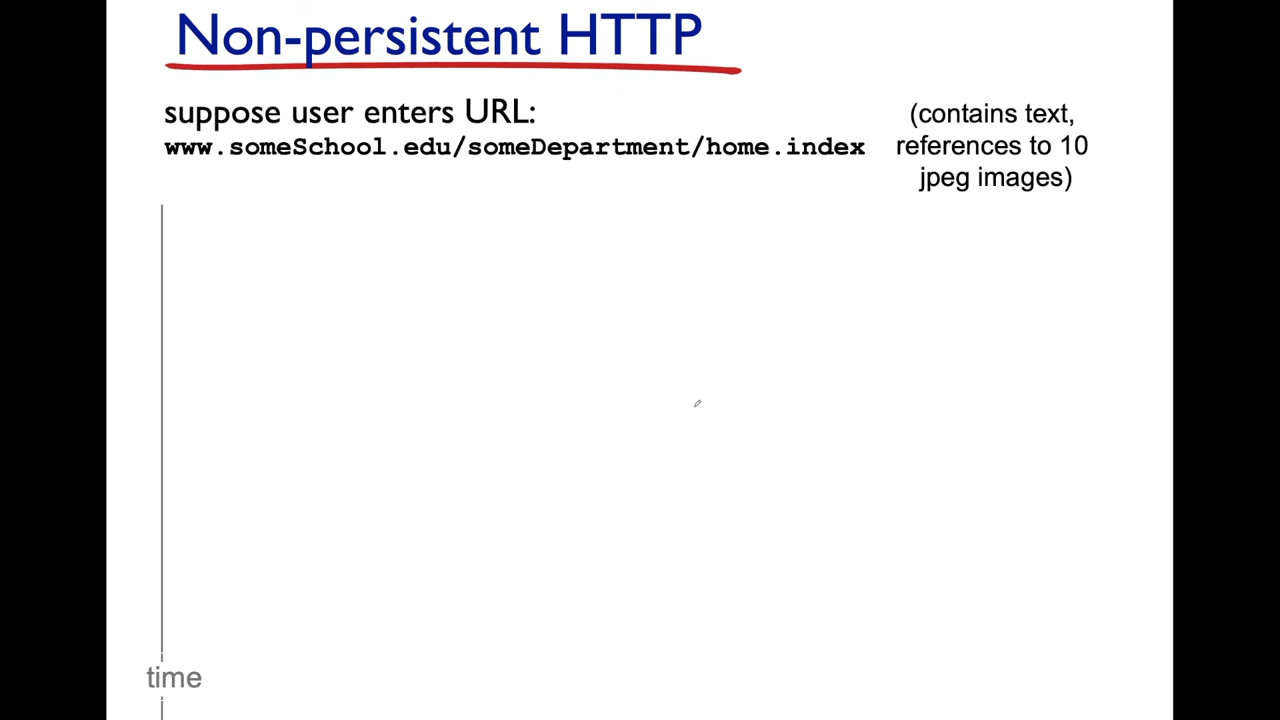 Non-persistent HTTP
suppose user enters URL:
www.someSchool.edu/someDepartment/home.index
(contains text,
references to 10
jpeg images)
time